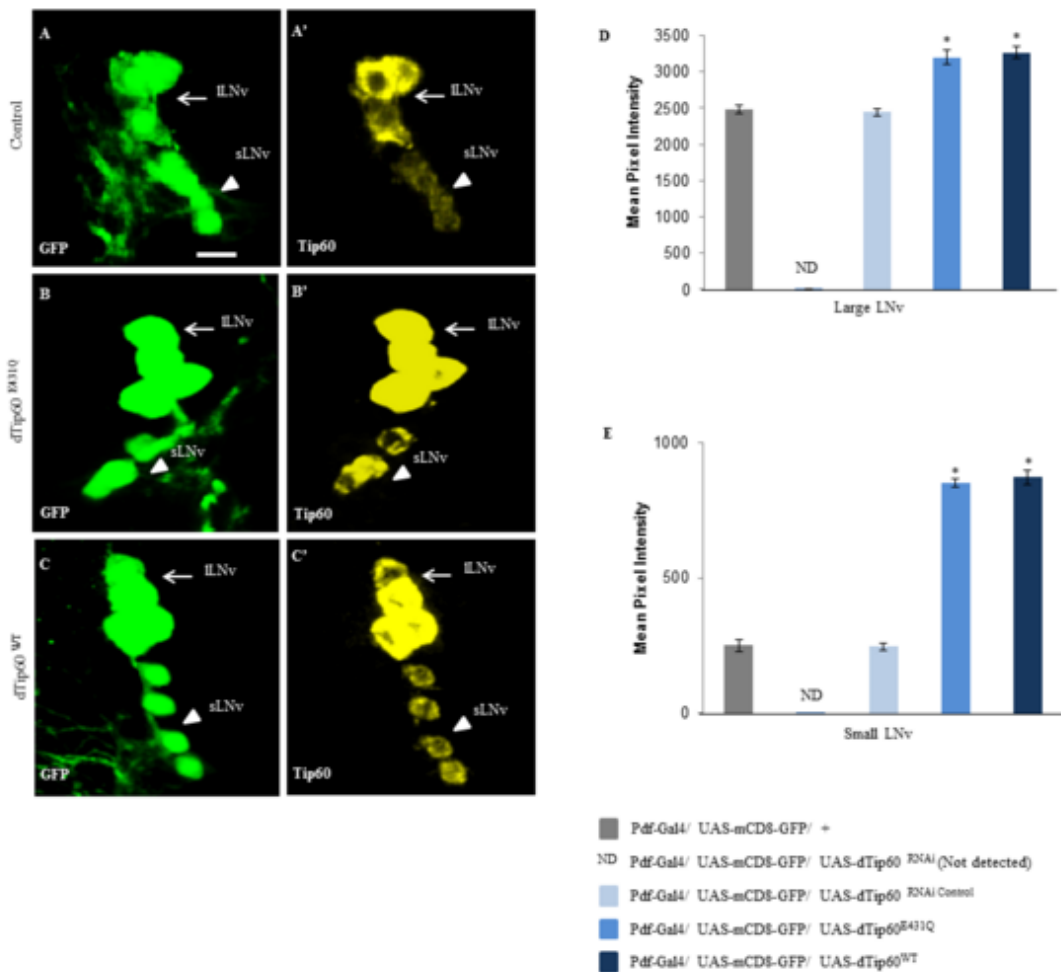 Control
A
lLNv
sLNv
GFP
A'
lLNv
sLNv
Tip60
dTip60 E431Q
B
lLNv
sLNv
GFP
B'
lLNv
sLNv
Tip60
dTip60 WT
C
lLNv
sLNv
GFP
C'
lLNv
sLNv
Tip60
D
Mean Pixel Intensity
3500
3000
2500
2000
1500
1000
500
0
ND
*
*
Large LNv
E
Mean Pixel Intensity
1000
500
0
ND
*
*
Small LNv
Pdf-Gal4/ UAS-mCD8-GFP/ +
ND Pdf-Gal4/ UAS-mCD8-GFP/ UAS-dTip60 RNAi (Not detected)
Pdf-Gal4/ UAS-mCD8-GFP/ UAS-dTip60 RNAi Control
Pdf-Gal4/ UAS-mCD8-GFP/ UAS-dTip60E431Q
Pdf-Gal4/ UAS-mCD8-GFP/ UAS-dTip60WT